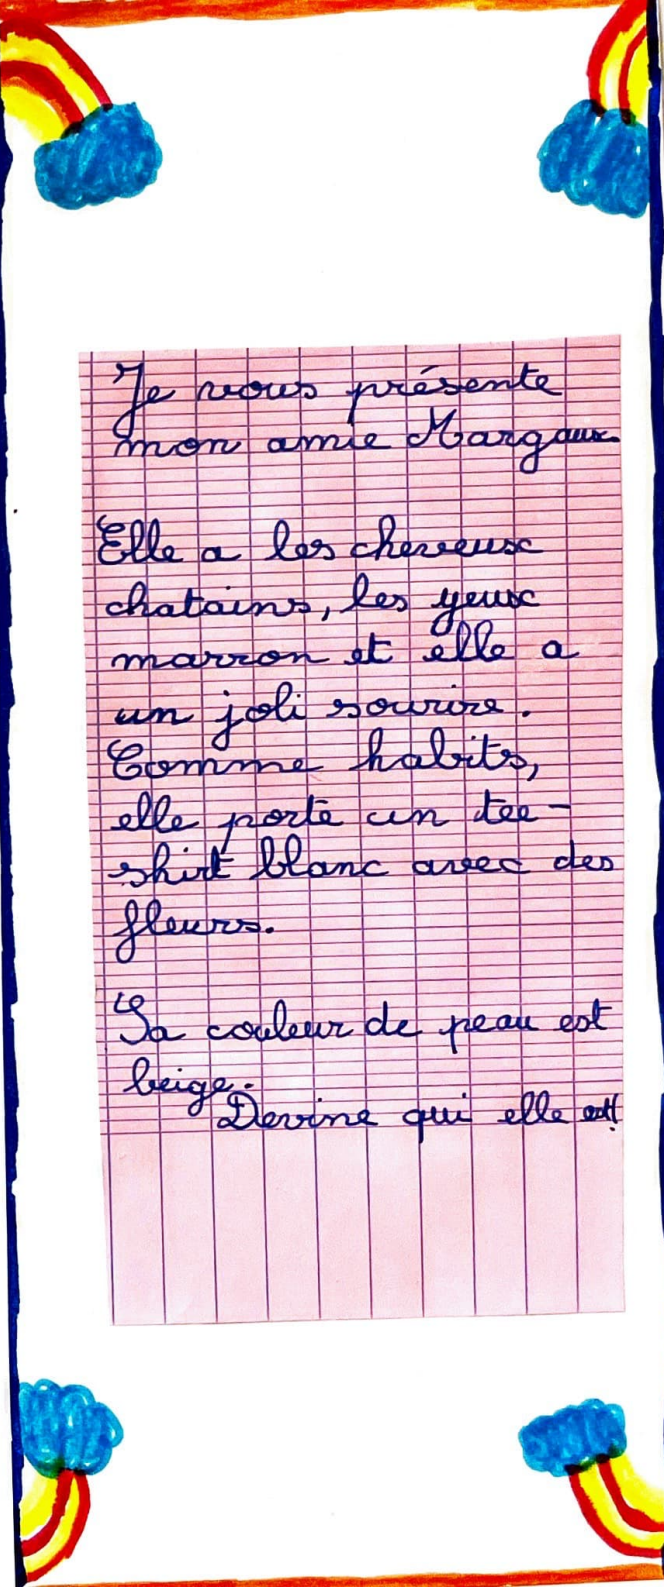 Je vous présente
mon amie Margaux
Elle a les cheveux
chatains, les yeux
marron et elle a
un joli sourire.
Comme habits,
elle porte un tee-
shirt blanc avec des
fleurs.
Sa couleur de peau est
beige.
Devine qui elle est!